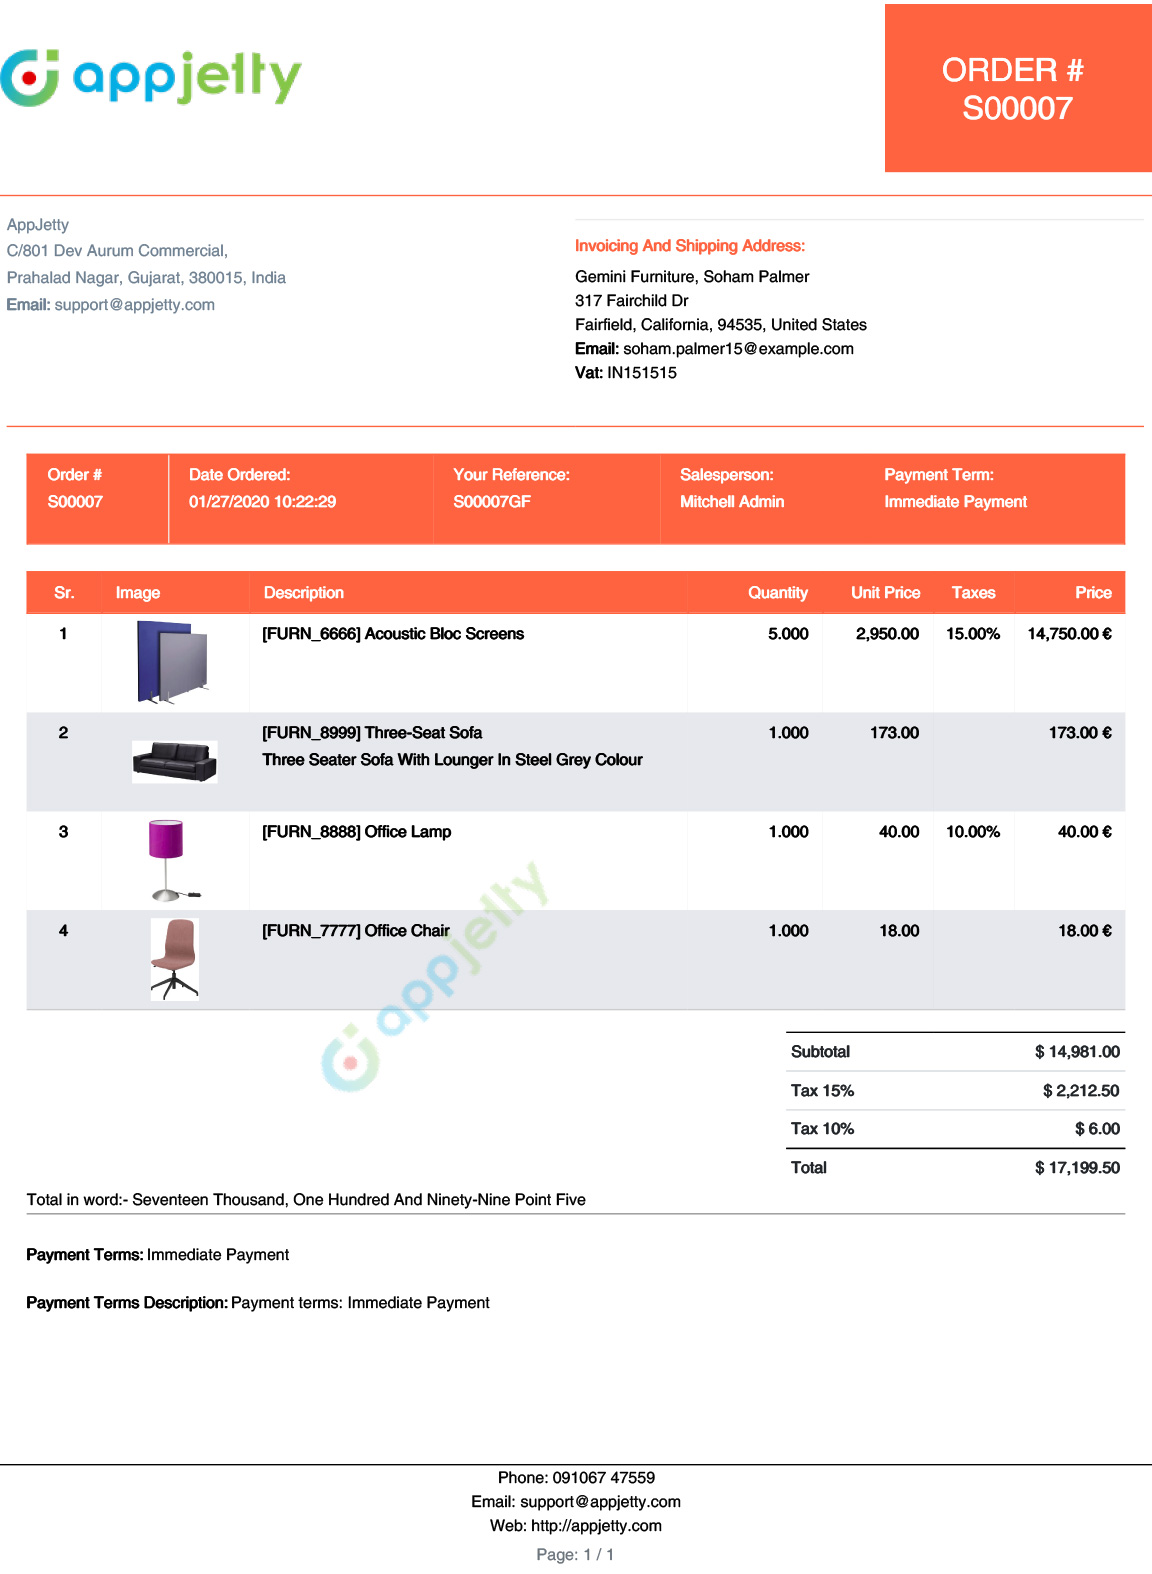 appjetty
ORDER #
S00007
AppJetty
C/801 Dev Aurum Commercial,
Prahalad Nagar, Gujarat, 380015, India
Email: support@appjetty.com
Invoicing And Shipping Address:
Gemini Furniture, Soham Palmer
317 Fairchild Dr
Fairfield, California, 94535, United States
Email: soham.palmer15@example.com
Vat: IN151515
Order # Date Ordered: Your Reference: Salesperson: Payment Term:
S00007 01/27/2020 10:22:29 S00007GF Mitchell Admin Immediate Payment
Sr. Image Description Quantity Unit Price Taxes Price
1 [FURN_6666] Acoustic Bloc Screens 5.000 2,950.00 15.00% 14,750.00 €
2 [FURN_8999] Three-Seat Sofa 1.000 173.00 173.00 €
Three Seater Sofa With Lounger In Steel Grey Colour
3 [FURN_8888] Office Lamp 1.000 40.00 10.00% 40.00 €
4 [FURN_7777] Office Chair 1.000 18.00 18.00 €
appjetty
Subtotal $ 14,981.00
Tax 15% $ 2,212.50
Tax 10% $ 6.00
Total $ 17,199.50
Total in word:- Seventeen Thousand, One Hundred And Ninety-Nine Point Five
Payment Terms: Immediate Payment
Payment Terms Description: Payment terms: Immediate Payment
Phone: 091067 47559
Email: support@appjetty.com
Web: http://appjetty.com
Page: 1 / 1